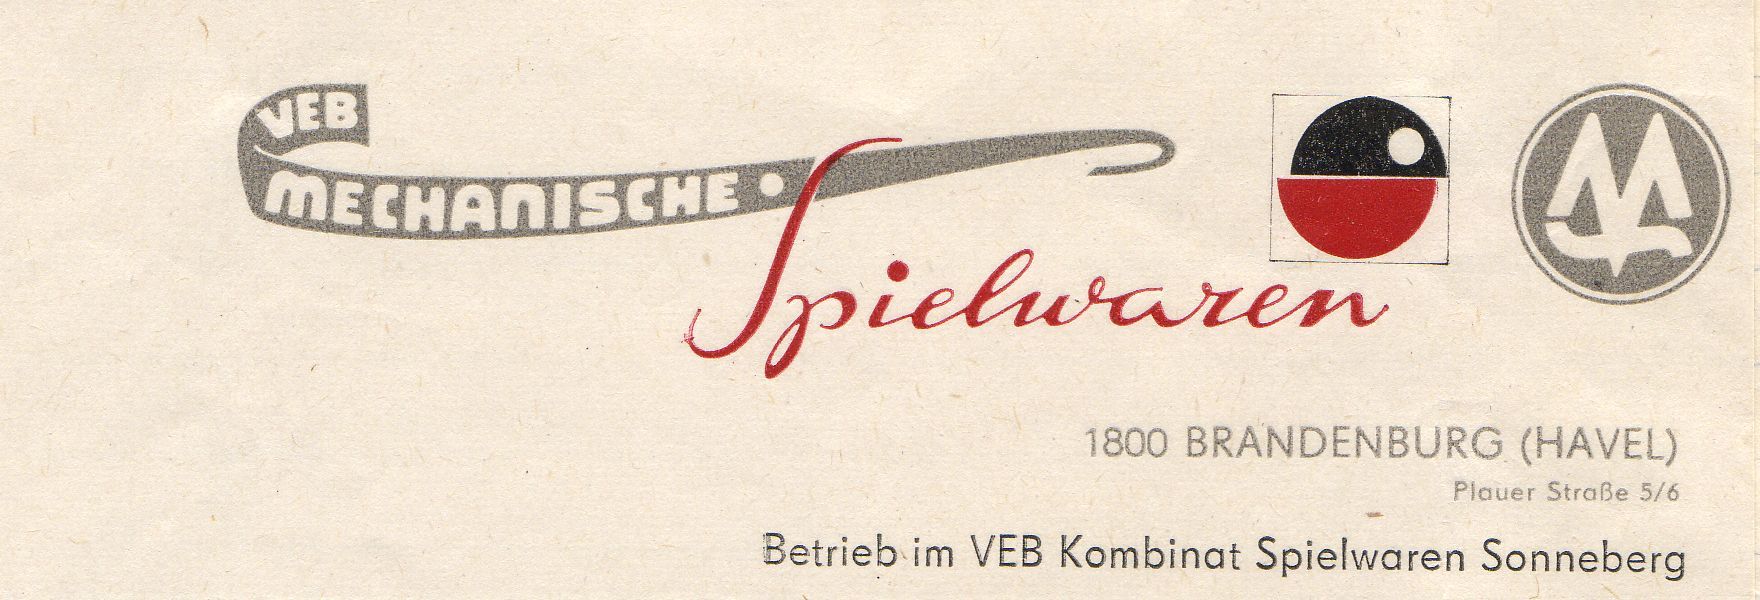 VEB
MECHANISCHE
Spielwaren
M
1800 BRANDENBURG (HAVEL)
Plauer Straße 5/6
Betrieb im VEB Kombinat Spielwaren Sonneberg